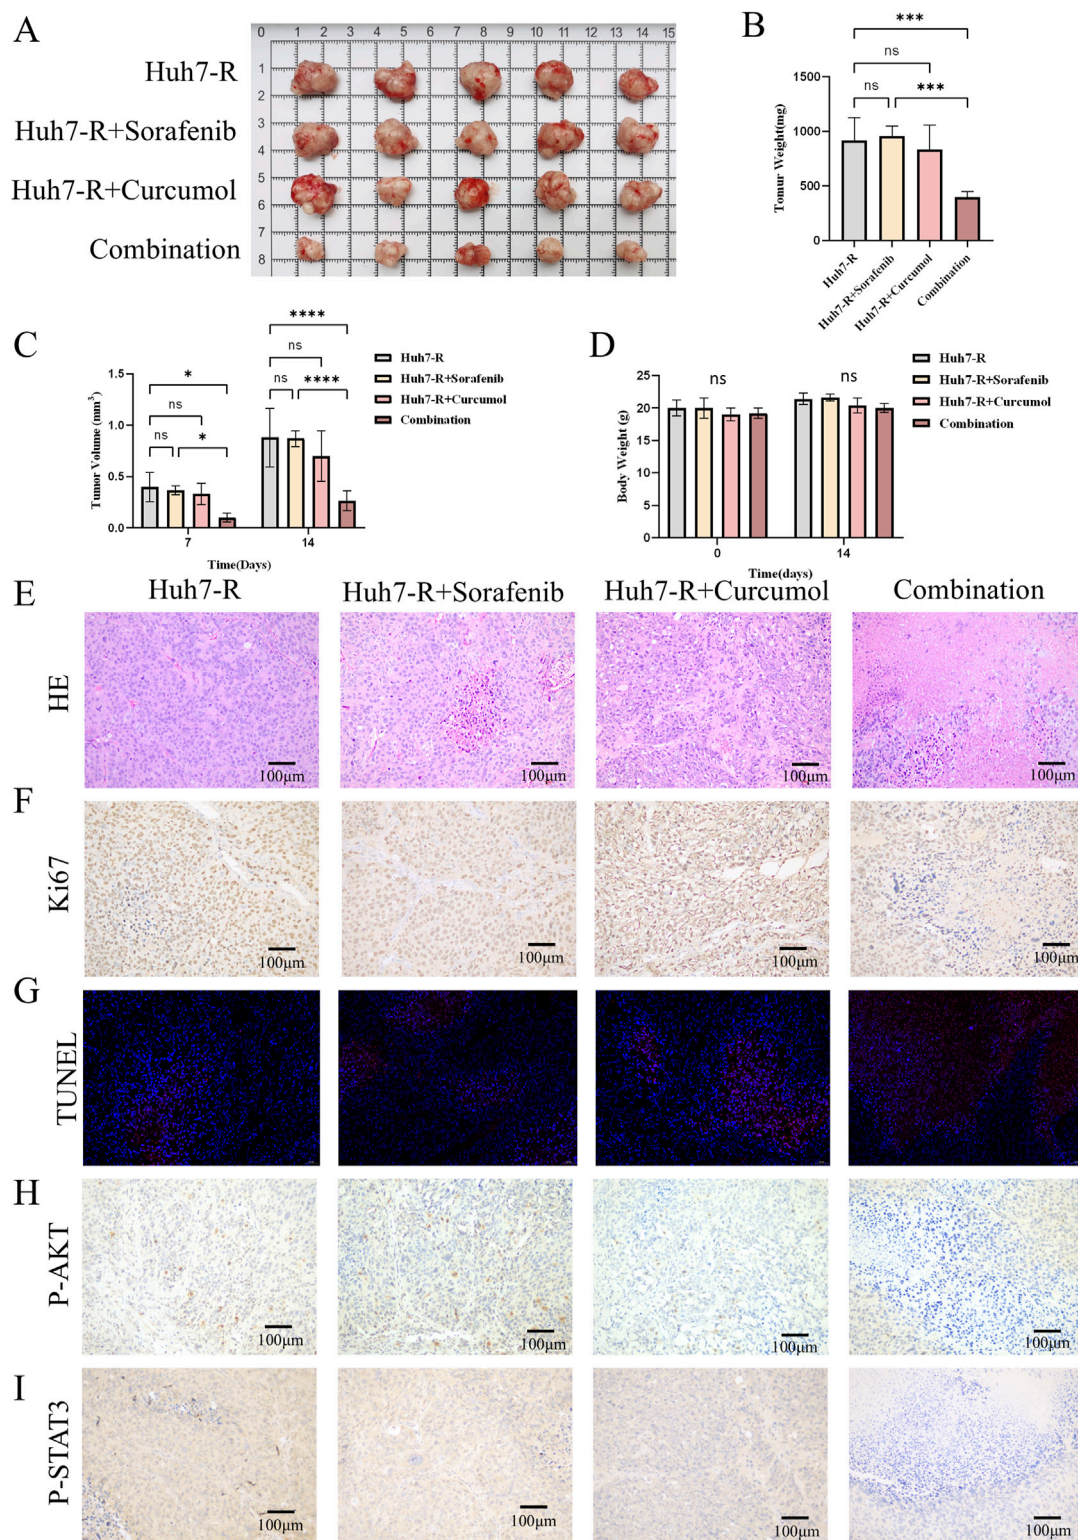 A
0 1 2 3 4 5 6 7 8 9 10 11 12 13 14 15
1
2
3
4
5
6
7
8
Huh7-R
Huh7-R+Sorafenib
Huh7-R+Curcumol
Combination
B
***
ns
ns
***
1500
1000
500
0
Tomur Weight(mg)
Huh7-R
Huh7-R+Sorafenib
Huh7-R+Curcumol
Combination
C
****
ns
ns
****
*
ns
ns
*
1.5
1.0
0.5
0.0
Tumor Volume (mm³)
7
14
Time(Days)
Huh7-R
Huh7-R+Sorafenib
Huh7-R+Curcumol
Combination
D
ns
ns
25
20
15
10
5
0
Body Weight (g)
0
14
Time(days)
Huh7-R
Huh7-R+Sorafenib
Huh7-R+Curcumol
Combination
Huh7-R
Huh7-R+Sorafenib
Huh7-R+Curcumol
Combination
E
HE
100μm
100μm
100μm
100μm
F
Ki67
100μm
100μm
100μm
100μm
G
TUNEL
H
P-AKT
100μm
100μm
100μm
100μm
I
P-STAT3
100μm
100μm
100μm
100μm